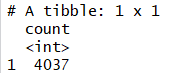 # A tibble: 1 x 1
count
<int>
1 4037